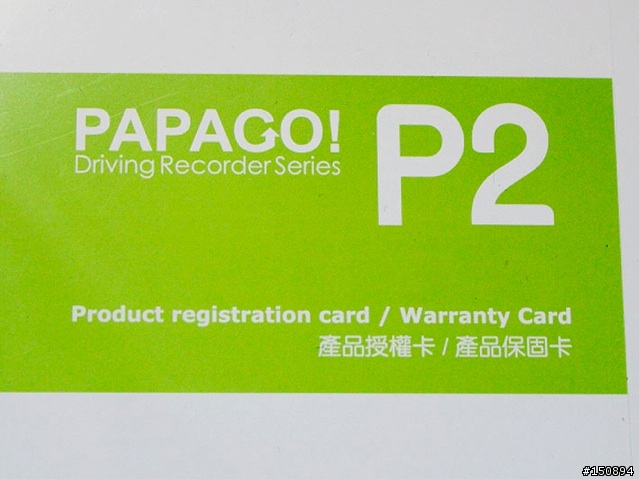 PAPAGO!
Driving Recorder Series
P2
Product registration card / Warranty Card
產品授權卡 / 產品保固卡
#150894